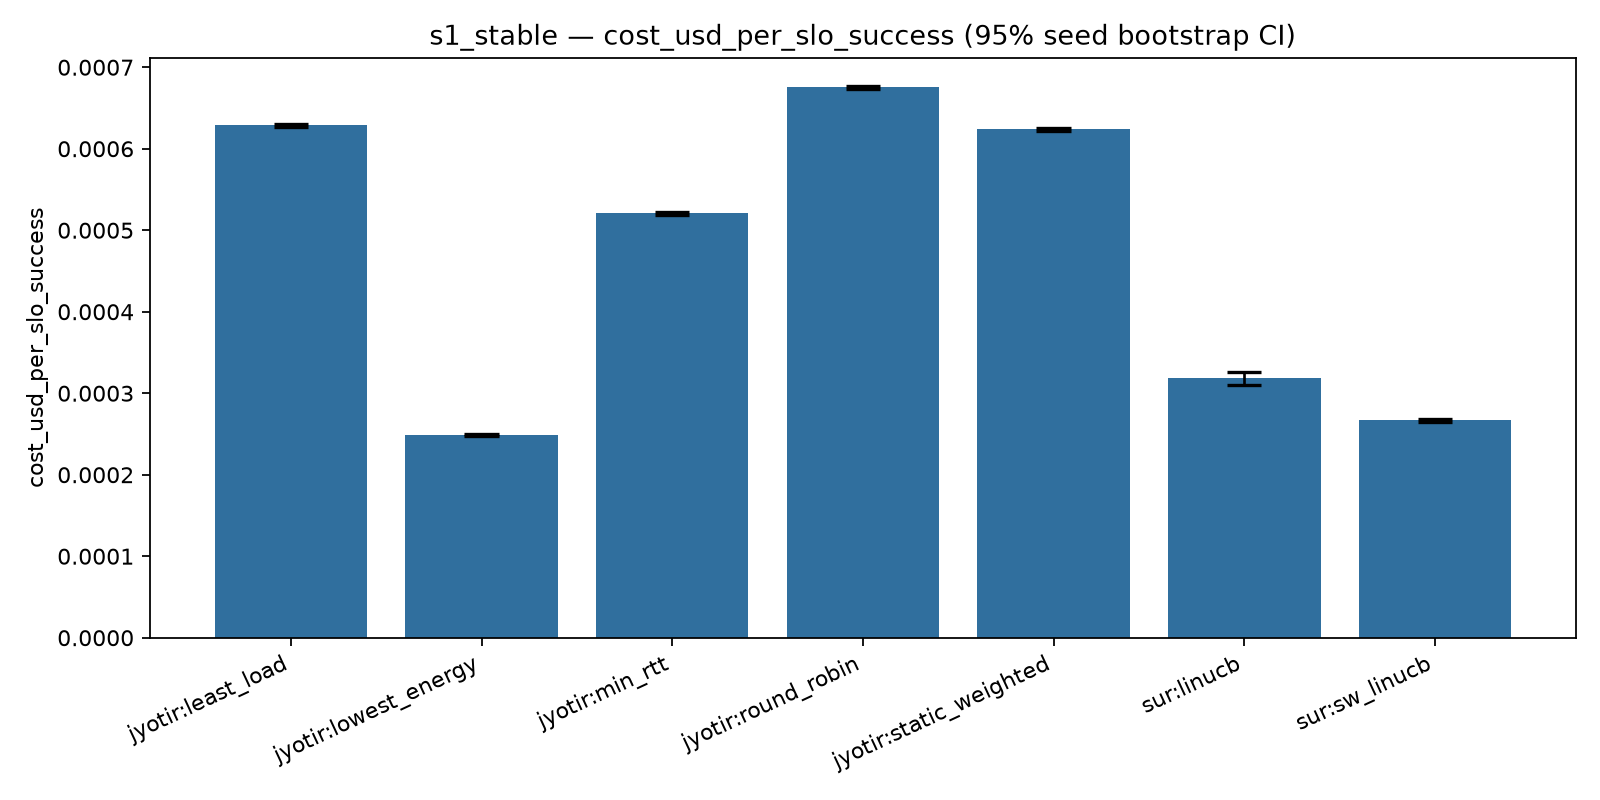 s1_stable — cost_usd_per_slo_success (95% seed bootstrap CI)
cost_usd_per_slo_success
0.0007
0.0006
0.0005
0.0004
0.0003
0.0002
0.0001
0.0000
jyotir:least_load
jyotir:lowest_energy
jyotir:min_rtt
jyotir:round_robin
jyotir:static_weighted
sur:linucb
sur:sw_linucb